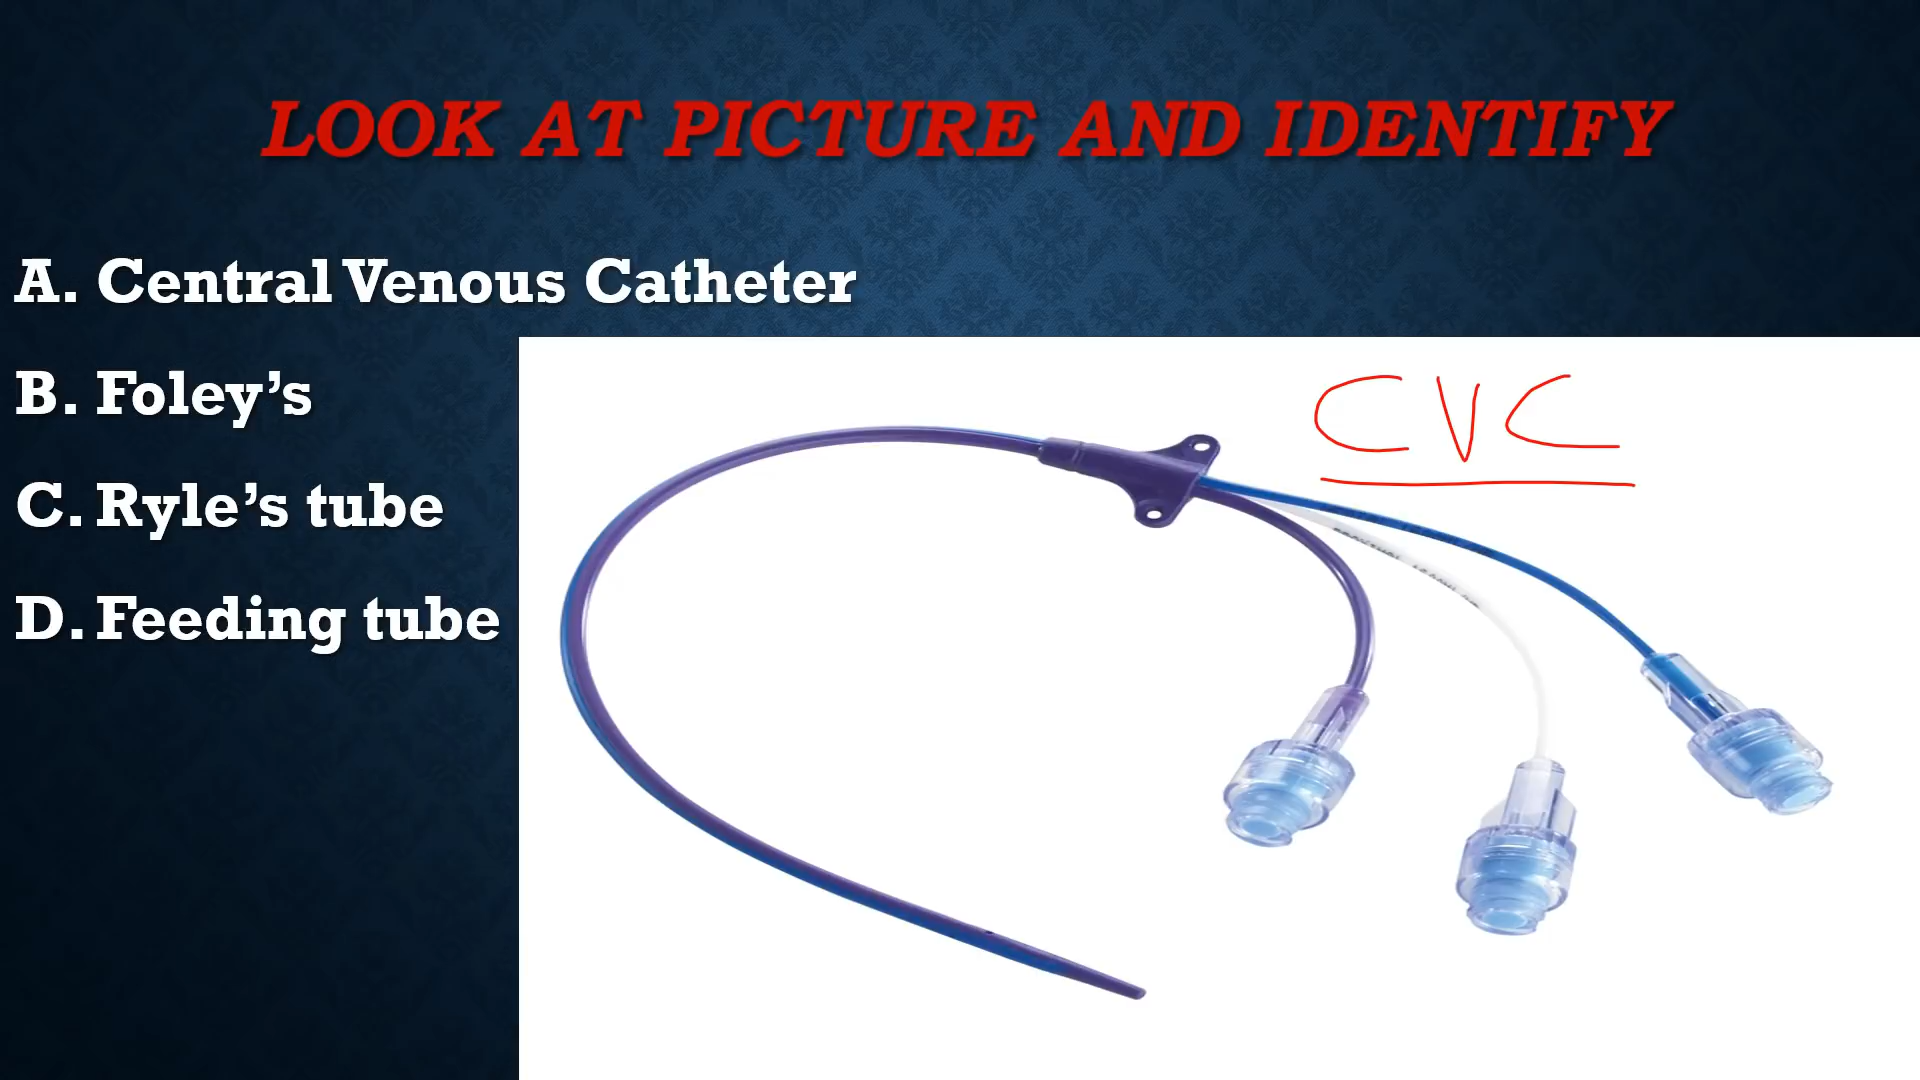 LOOK AT PICTURE AND IDENTIFY
A. Central Venous Catheter
B. Foley's
C. Ryle's tube
D. Feeding tube
CVC